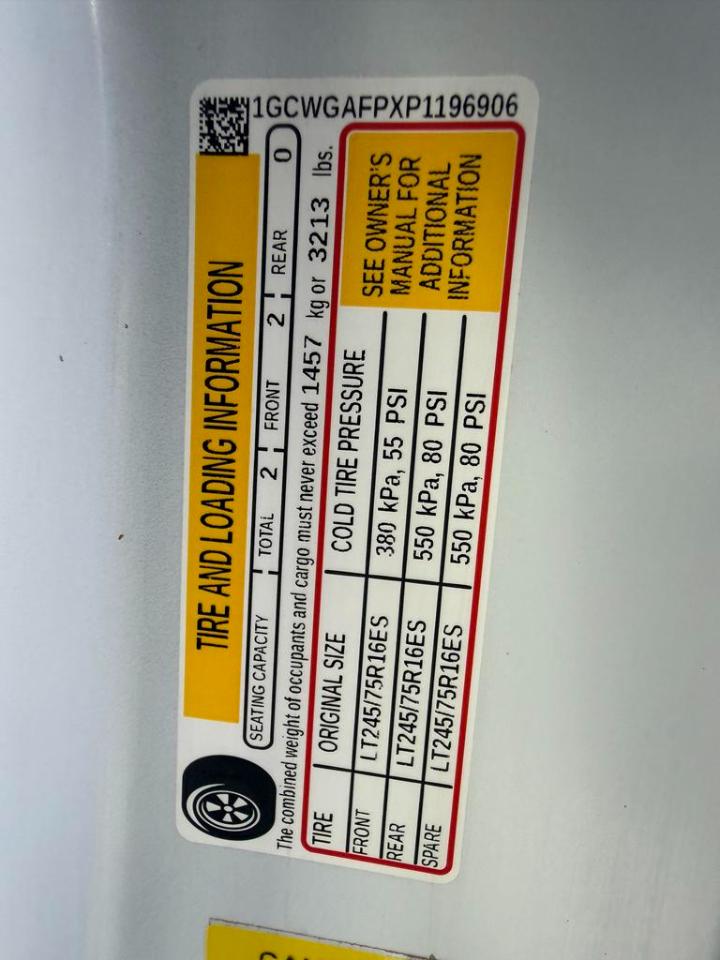 1GCWGAFPXP1196906
TIRE AND LOADING INFORMATION
SEATING CAPACITY TOTAL 2 FRONT 2 REAR 0
The combined weight of occupants and cargo must never exceed 1457 kg or 3213 lbs.
TIRE ORIGINAL SIZE COLD TIRE PRESSURE
FRONT LT245/75R16ES 380 kPa, 55 PSI
REAR LT245/75R16ES 550 kPa, 80 PSI
SPARE LT245/75R16ES 550 kPa, 80 PSI
SEE OWNER'S
MANUAL FOR
ADDITIONAL
INFORMATION